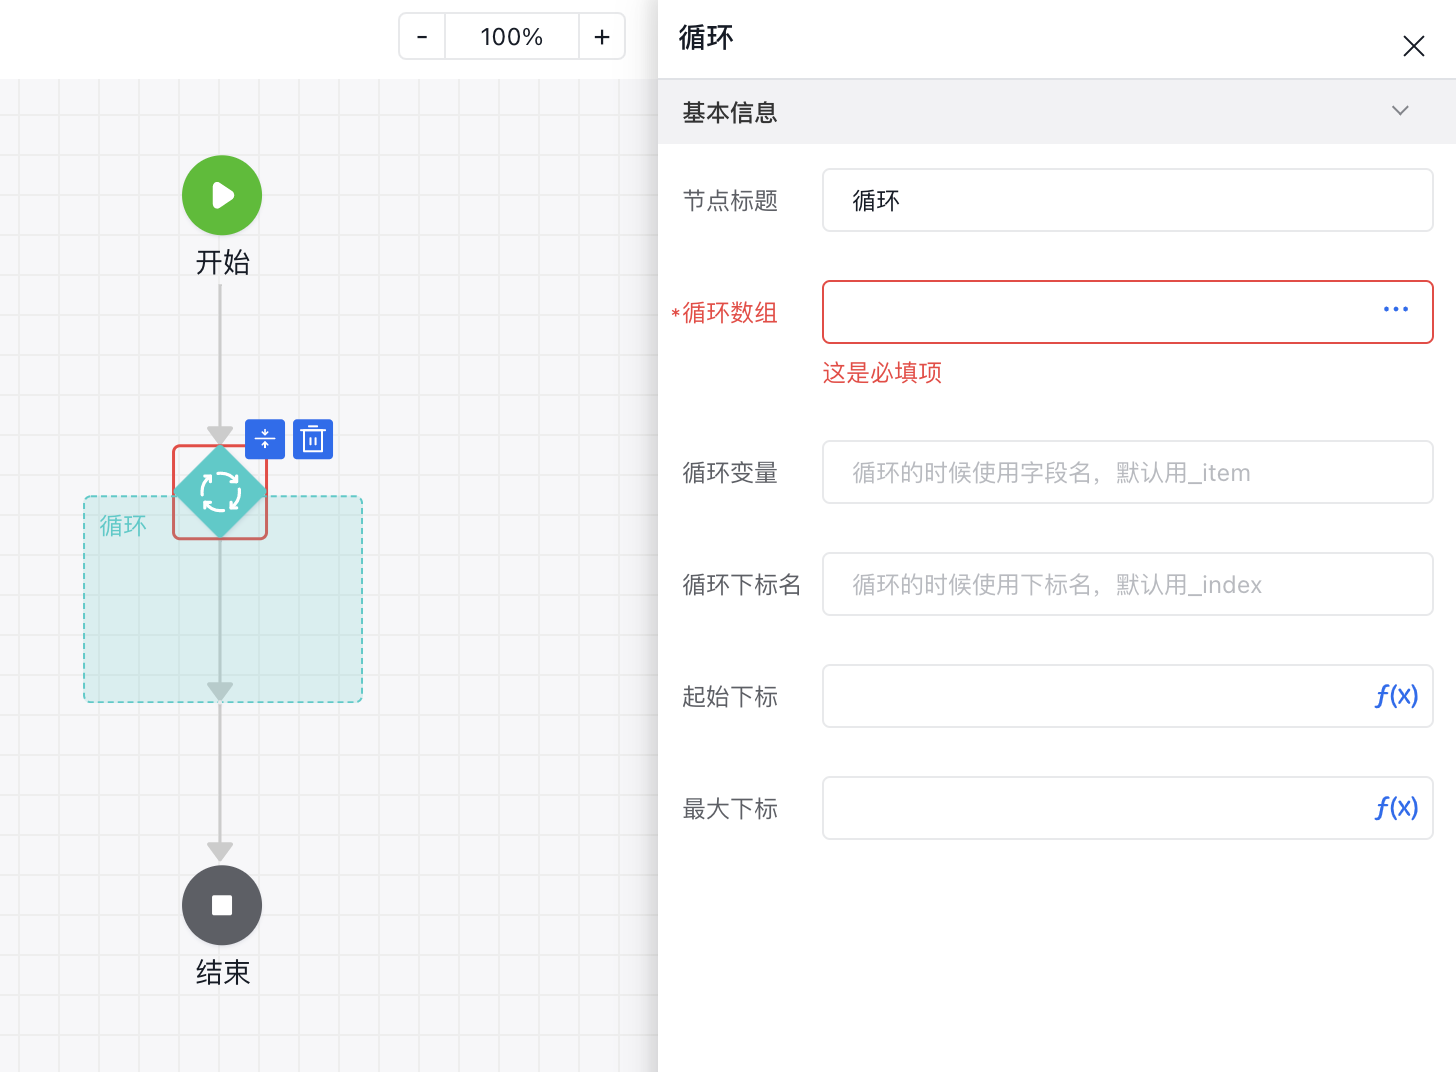 - 100% +
开始
循环
结束
循环
基本信息
节点标题 循环
*循环数组
这是必填项
循环变量 循环的时候使用字段名，默认用_item
循环下标名 循环的时候使用下标名，默认用_index
起始下标 f(x)
最大下标 f(x)